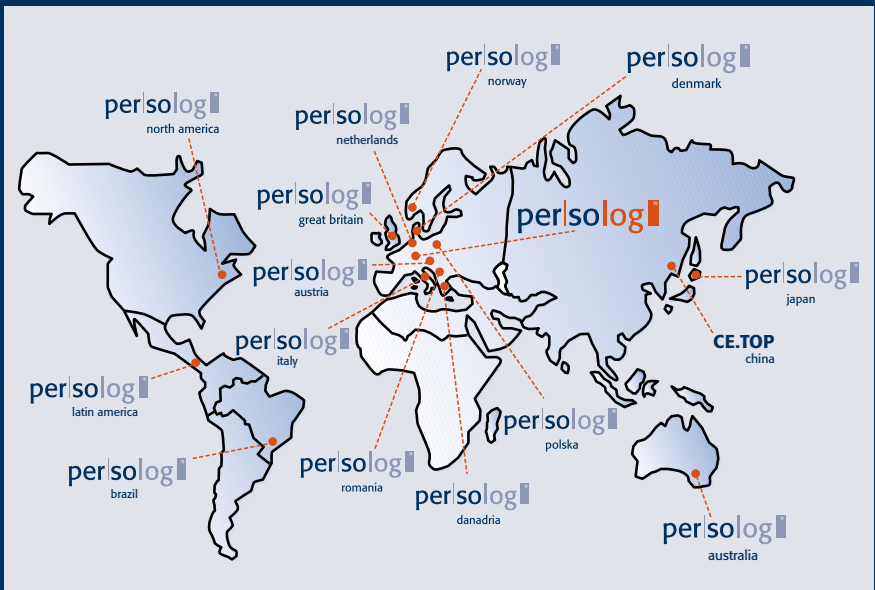 per|so|log
norway
per|so|log
denmark
per|so|log
north america
per|so|log
netherlands
per|so|log
great britain
per|so|log
per|so|log
austria
per|so|log
japan
per|so|log
italy
CE.TOP
china
per|so|log
latin america
per|so|log
polska
per|so|log
brazil
per|so|log
romania
per|so|log
danadria
per|so|log
australia